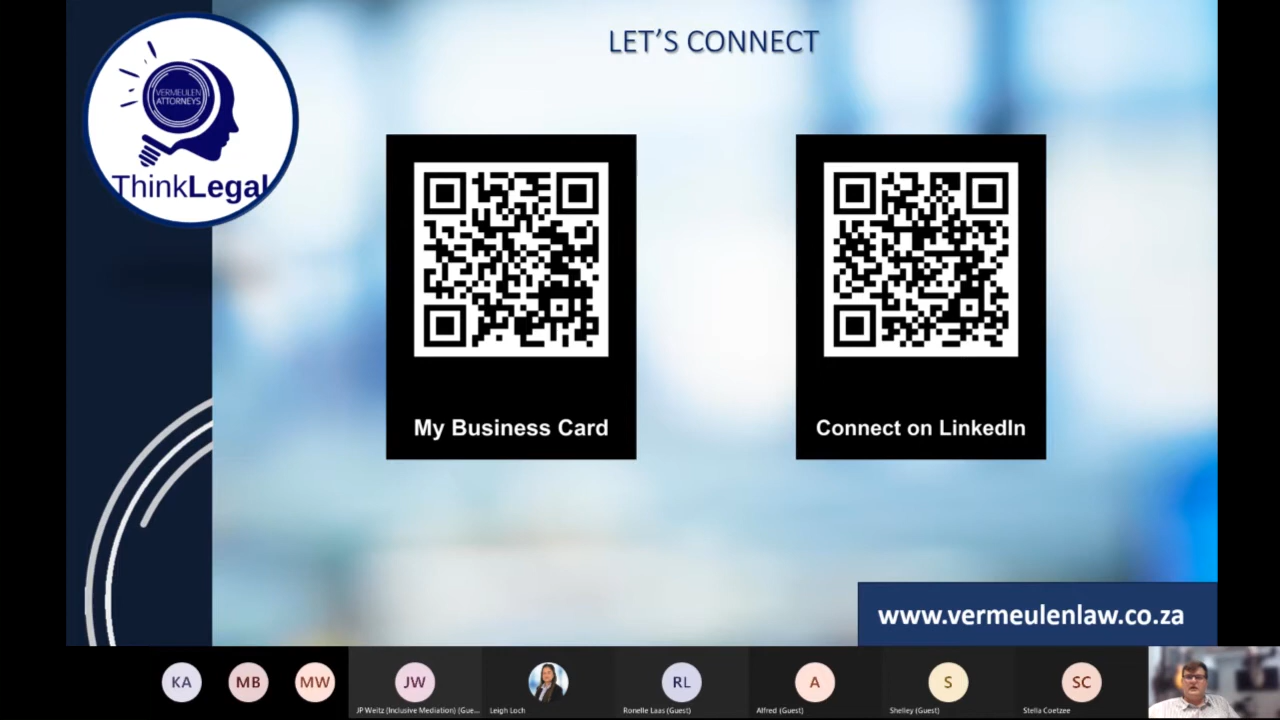 LET'S CONNECT
VERMEULEN
ATTORNEYS
ThinkLegal
My Business Card
Connect on LinkedIn
www.vermeulenlaw.co.za
KA
MB
MW
JW
RL
A
S
SC
JP Weitz (Inclusive Mediation) (Gue...
Leigh Loch
Ronelle Laas (Guest)
Alfred (Guest)
Shelley (Guest)
Stella Coetzee